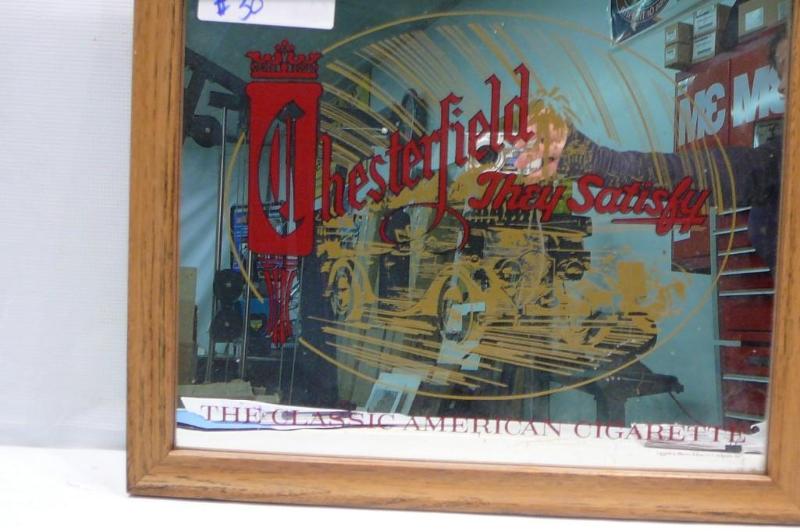 # 30
Chesterfield
They Satisfy
THE CLASSIC AMERICAN CIGARETTE